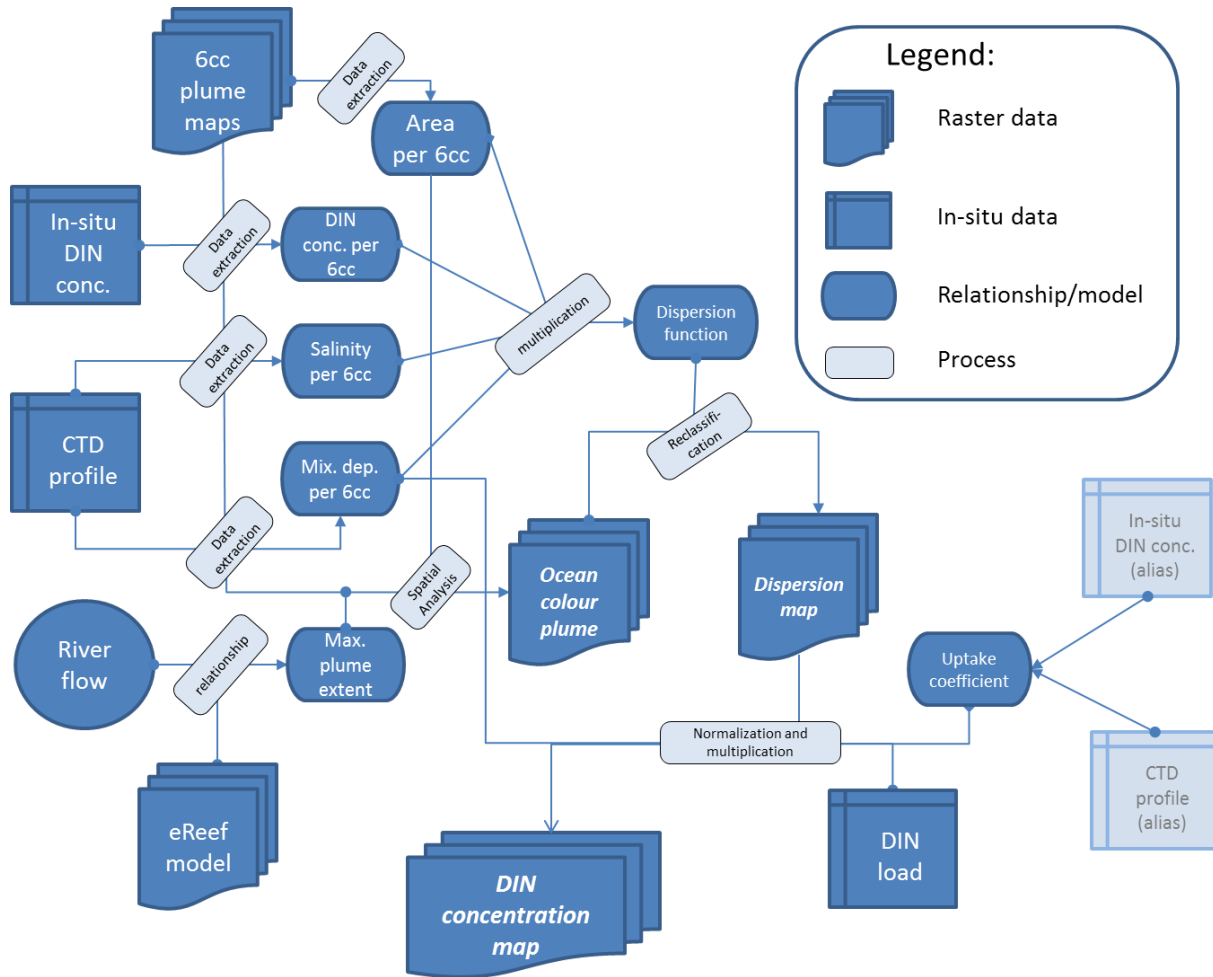 6cc
plume
maps
Data
extraction
Area
per 6cc
Legend:
Raster data
In-situ data
Relationship/model
Process
In-situ
DIN
conc.
Data
extraction
DIN
conc. per
6cc
multiplication
Dispersion
function
Data
extraction
Salinity
per 6cc
CTD
profile
Mix. dep.
per 6cc
Reclassifi-
cation
Data
extraction
Spatial
Analysis
Ocean
colour
plume
Dispersion
map
In-situ
DIN conc.
(alias)
River
flow
relationship
Max.
plume
extent
Uptake
coefficient
Normalization and
multiplication
CTD
profile
(alias)
eReef
model
DIN
load
DIN
concentration
map